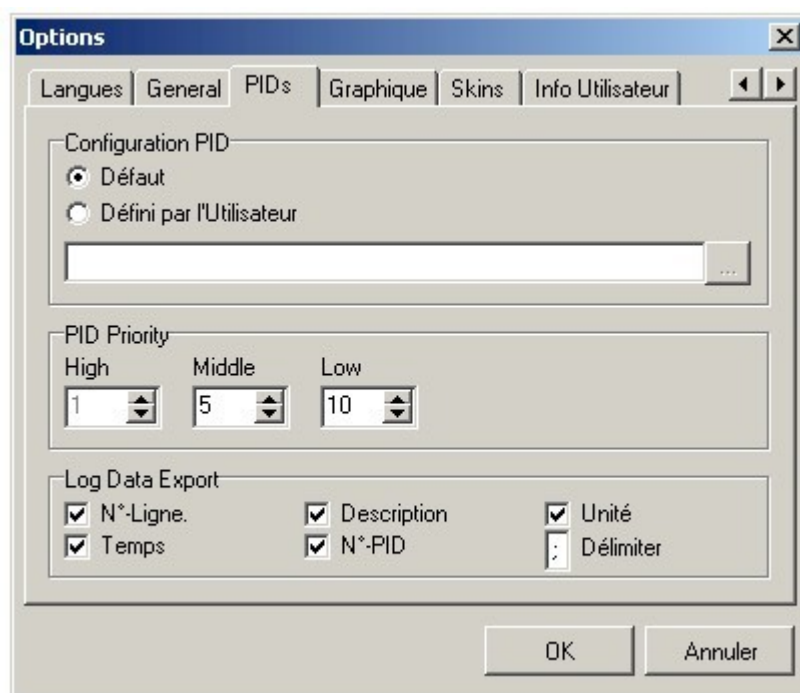 Options
Langues General PIDs Graphique Skins Info Utilisateur
Configuration PID
Défaut
Défini par l'Utilisateur
...
PID Priority
High Middle Low
1 5 10
Log Data Export
N°-Ligne. Description Unité
Temps N°-PID ; Délimiter
OK Annuler